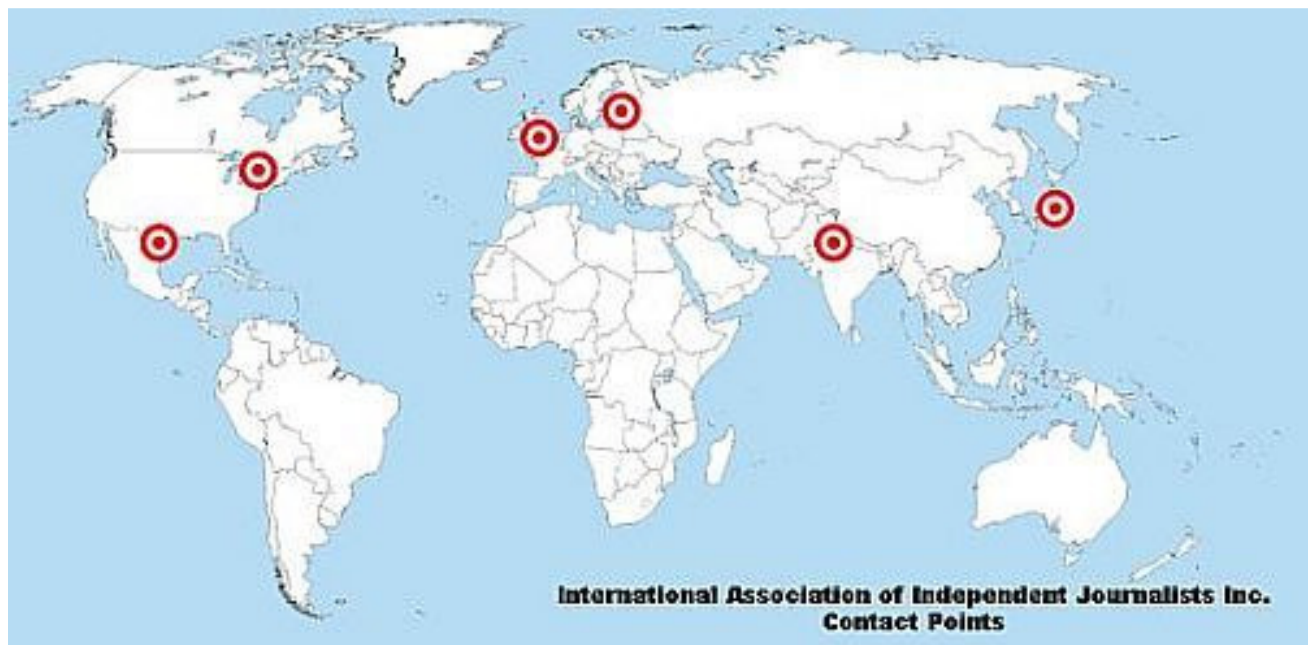 International Association of Independent Journalists Inc.
Contact Points